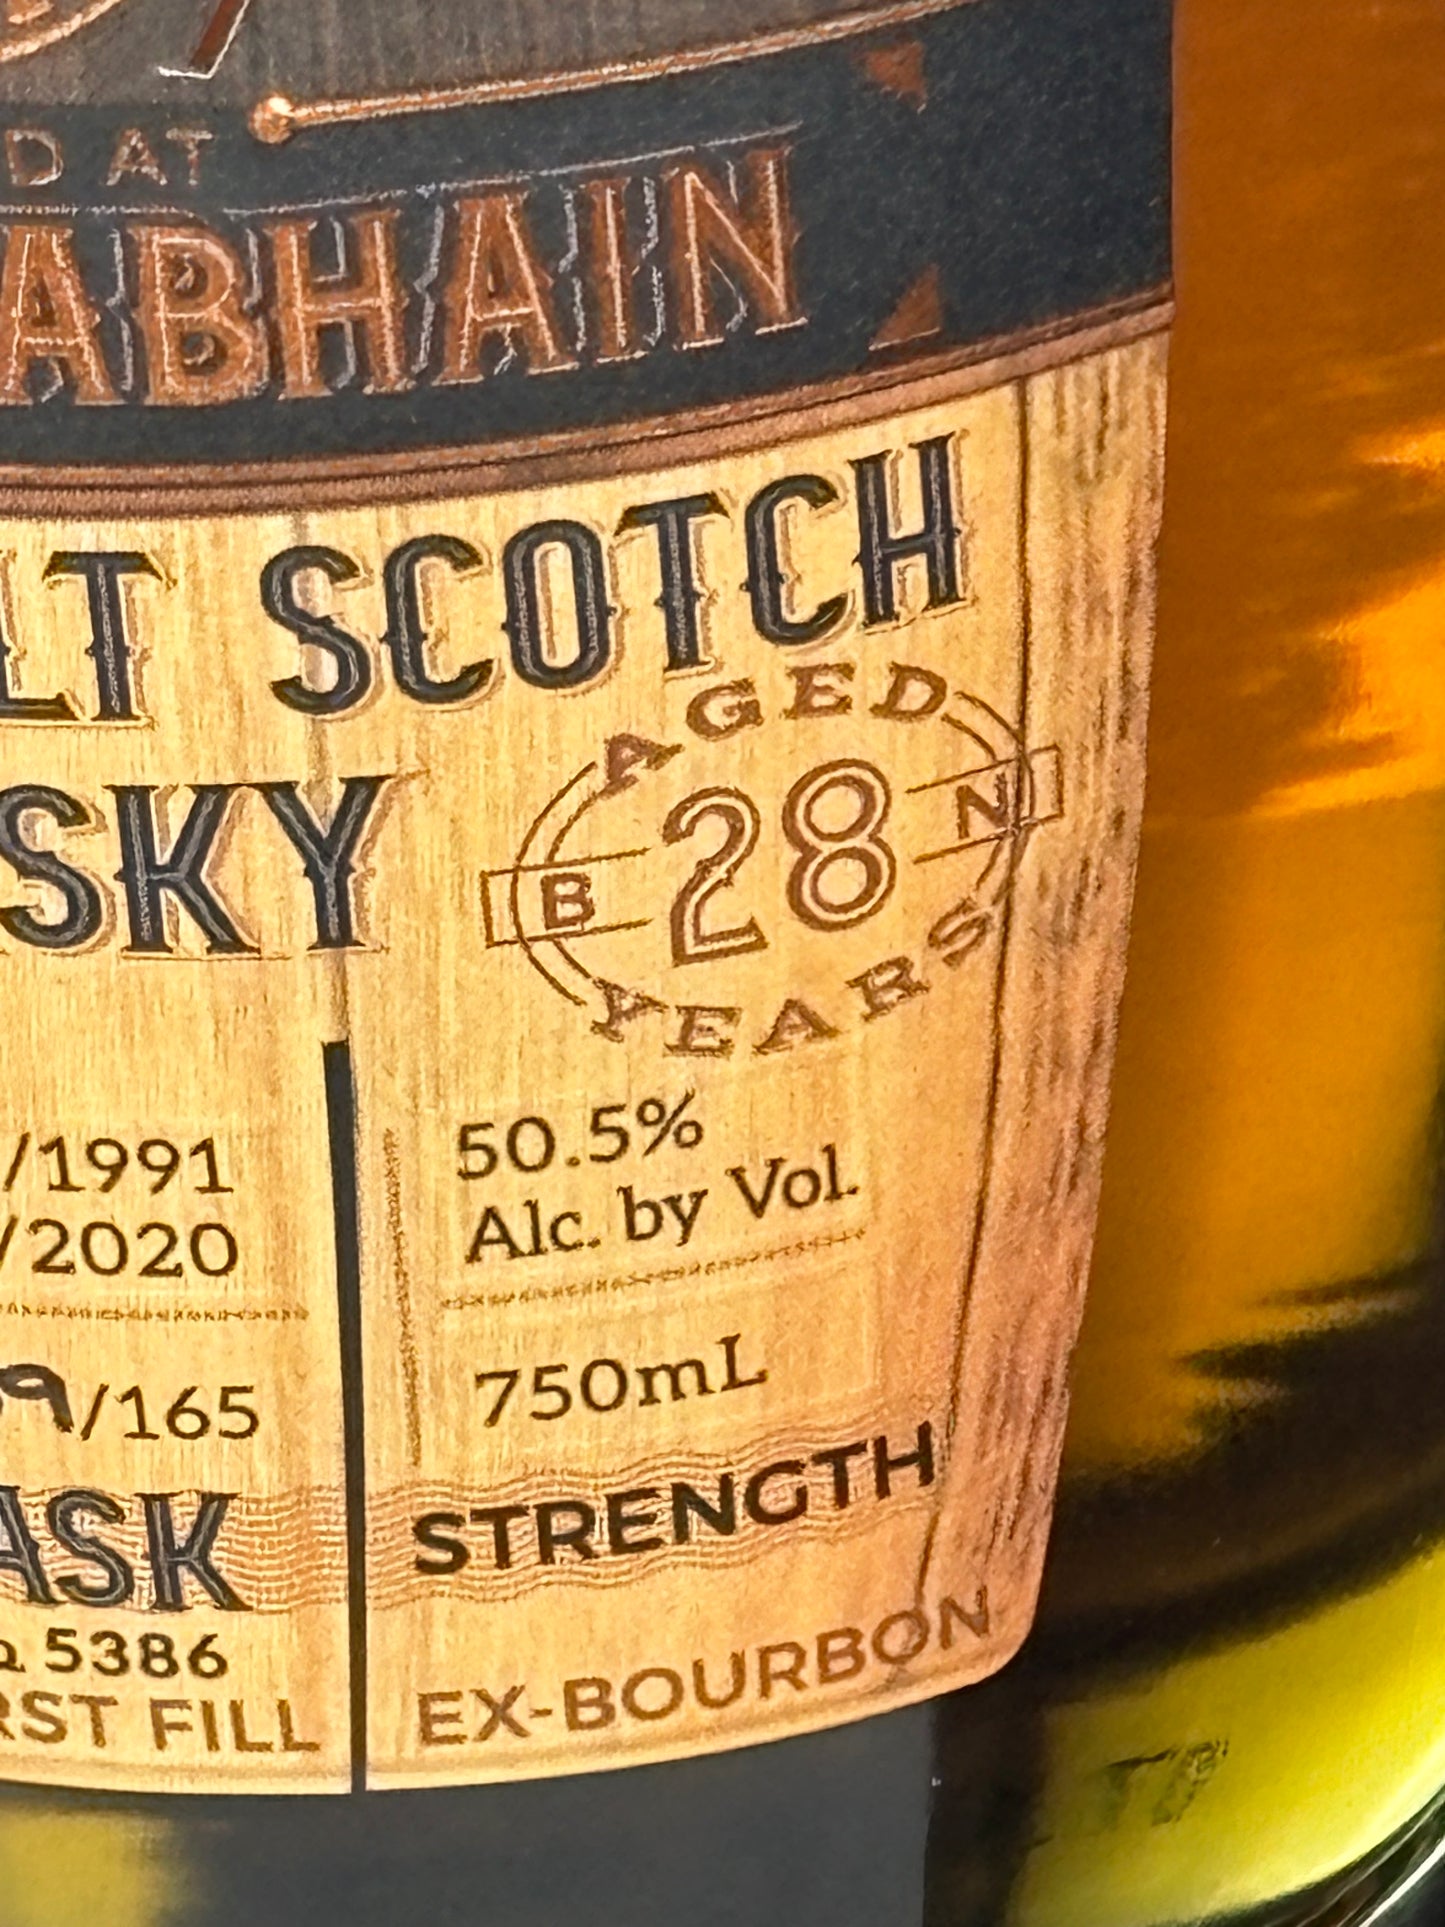 D AT
ABHAIN
LT SCOTCH
SKY
AGED
B 28 N
YEARS
/1991
/2020
50.5%
Alc. by Vol.
9/165
750mL
ASK
STRENGTH
5386
RST FILL
EX-BOURBON